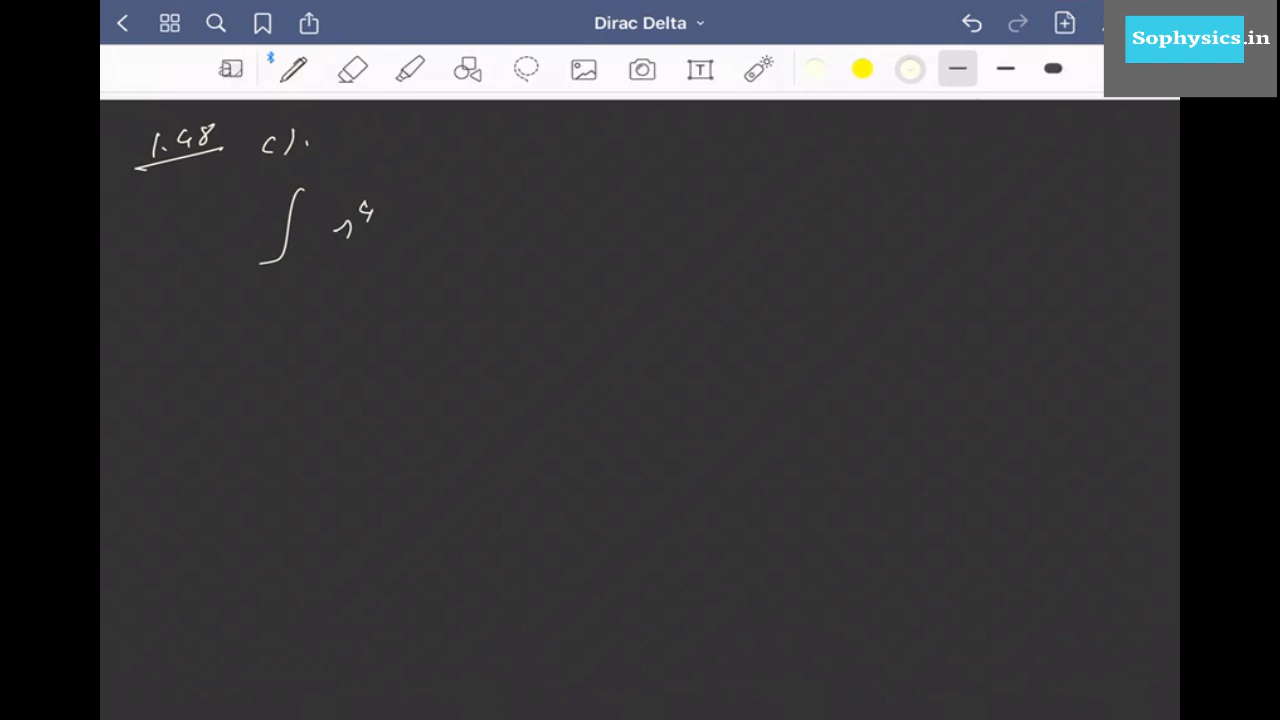 Dirac Delta
Sophysics.in
1.48 c).
∫ r⁴